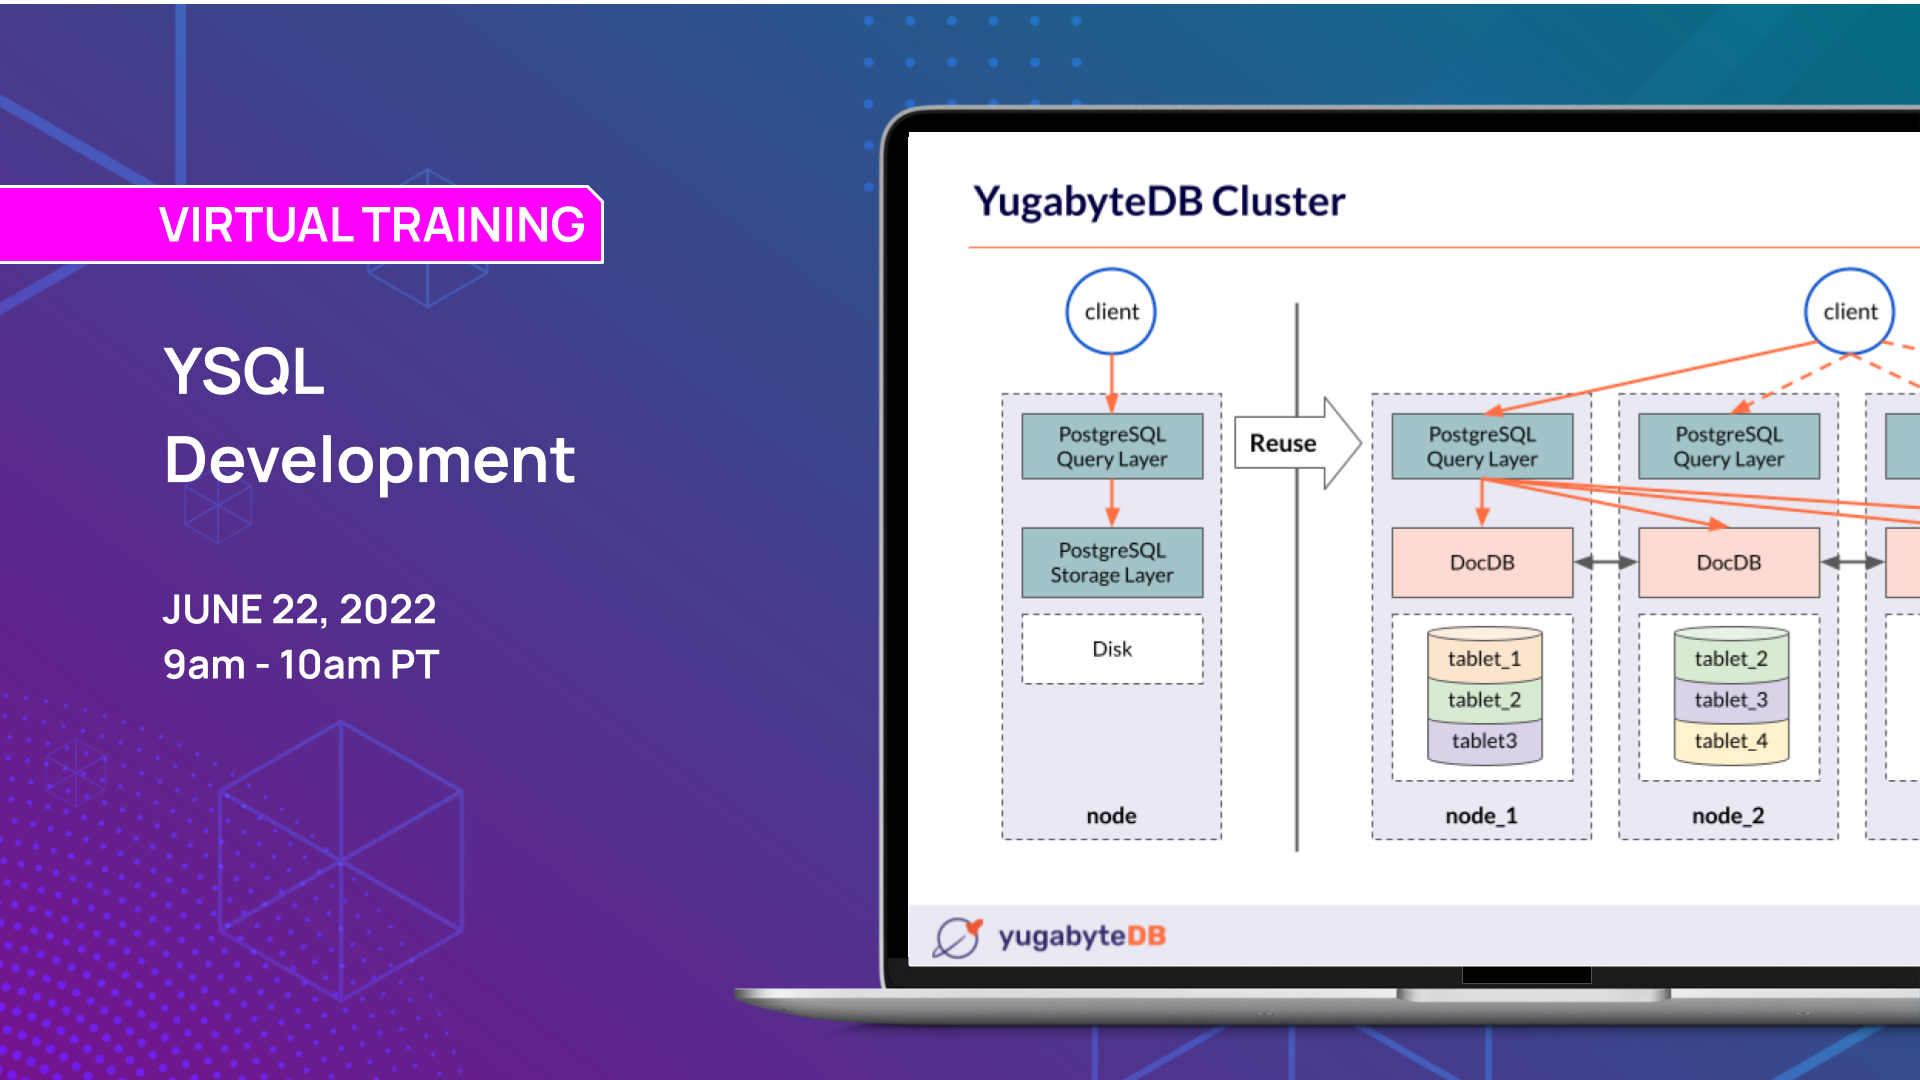 VIRTUAL TRAINING
YSQL
Development
JUNE 22, 2022
9am - 10am PT
YugabyteDB Cluster
client
PostgreSQL
Query Layer
PostgreSQL
Storage Layer
Disk
node
Reuse
client
PostgreSQL
Query Layer
DocDB
tablet_1
tablet_2
tablet3
node_1
PostgreSQL
Query Layer
DocDB
tablet_2
tablet_3
tablet_4
node_2
yugabyteDB